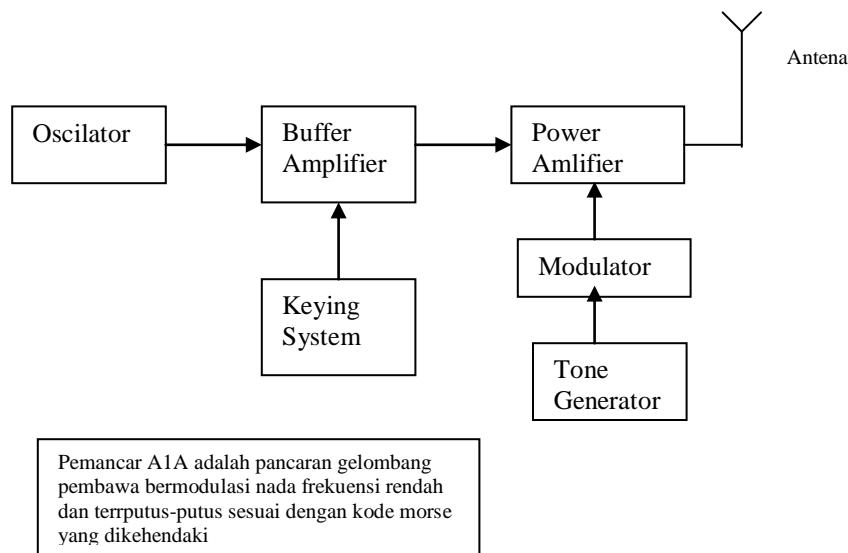 Antena
Oscilator
Buffer
Amplifier
Power
Amlifier
Modulator
Keying
System
Tone
Generator
Pemancar A1A adalah pancaran gelombang
pembawa bermodulasi nada frekuensi rendah
dan terrputus-putus sesuai dengan kode morse
yang dikehendaki